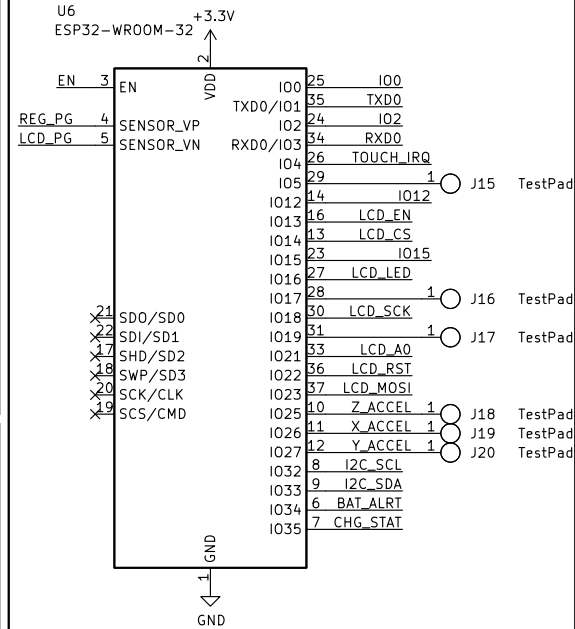 U6
ESP32-WROOM-32
+3.3V
2
VDD
EN 3 EN
REG_PG 4 SENSOR_VP
LCD_PG 5 SENSOR_VN
21 SDO/SD0
22 SDI/SD1
17 SHD/SD2
18 SWP/SD3
20 SCK/CLK
19 SCS/CMD
IO0 25 IO0
TXD0/IO1 35 TXD0
IO2 24 IO2
RXD0/IO3 34 RXD0
IO4 26 TOUCH_IRQ
IO5 29 1 J15 TestPad
IO12 14 IO12
IO13 16 LCD_EN
IO14 13 LCD_CS
IO15 23 IO15
IO16 27 LCD_LED
IO17 28 1 J16 TestPad
IO18 30 LCD_SCK
IO19 31 1 J17 TestPad
IO21 33 LCD_A0
IO22 36 LCD_RST
IO23 37 LCD_MOSI
IO25 10 Z_ACCEL 1 J18 TestPad
IO26 11 X_ACCEL 1 J19 TestPad
IO27 12 Y_ACCEL 1 J20 TestPad
IO32 8 I2C_SCL
IO33 9 I2C_SDA
IO34 6 BAT_ALRT
IO35 7 CHG_STAT
GND
1
GND